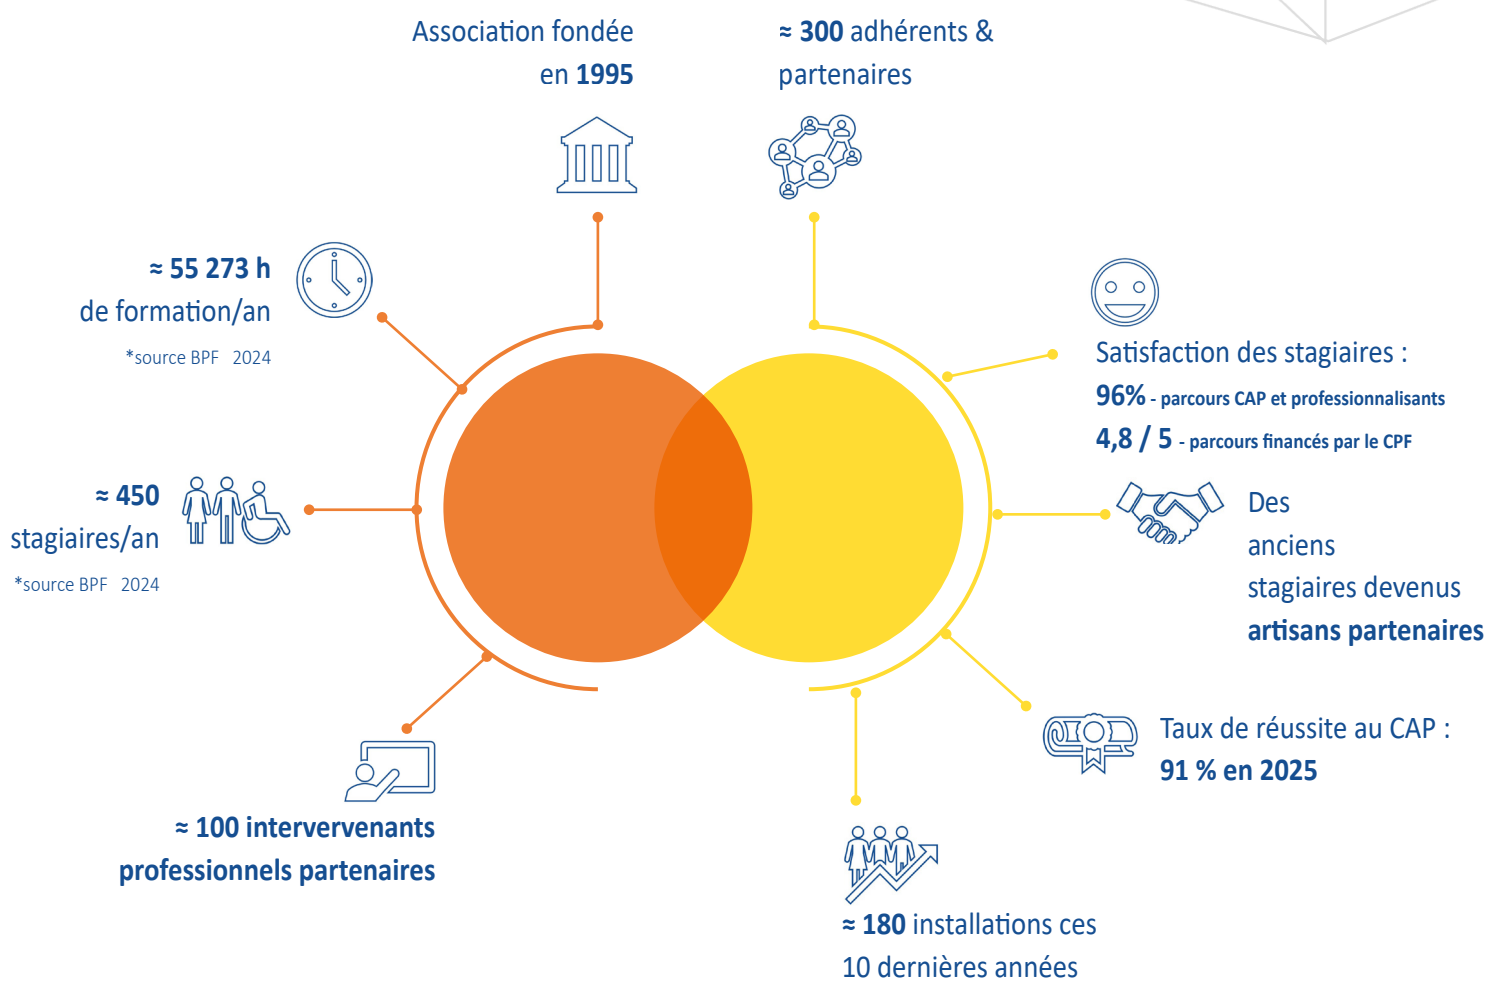 Association fondée
en 1995
≈ 300 adhérents &
partenaires
≈ 55 273 h
de formation/an
*source BPF 2024
Satisfaction des stagiaires :
96% - parcours CAP et professionnalisants
4,8 / 5 - parcours financés par le CPF
≈ 450
stagiaires/an
*source BPF 2024
Des
anciens
stagiaires devenus
artisans partenaires
Taux de réussite au CAP :
91 % en 2025
≈ 100 intervervenants
professionnels partenaires
≈ 180 installations ces
10 dernières années